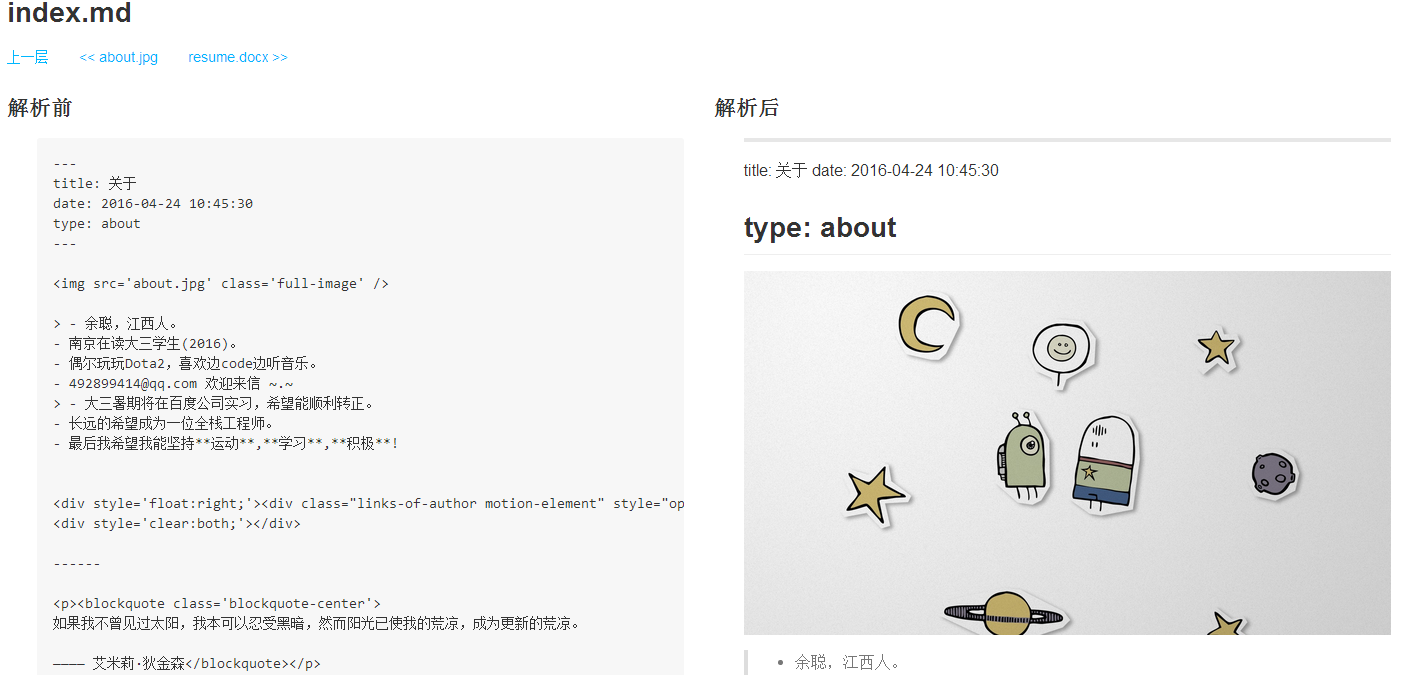 index.md
上一层 << about.jpg resume.docx >>
解析前
---
title: 关于
date: 2016-04-24 10:45:30
type: about
---
<img src='about.jpg' class='full-image' />
> - 余聪，江西人。
- 南京在读大三学生(2016)。
- 偶尔玩玩Dota2，喜欢边code边听音乐。
- 492899414@qq.com 欢迎来信 ~.~
> - 大三暑期将在百度公司实习，希望能顺利转正。
- 长远的希望成为一位全栈工程师。
- 最后我希望我能坚持**运动**,**学习**,**积极**!
<div style='float:right;'><div class="links-of-author motion-element" style="op
<div style='clear:both;'></div>
------
<p><blockquote class='blockquote-center'>
如果我不曾见过太阳，我本可以忍受黑暗，然而阳光已使我的荒凉，成为更新的荒凉。
———— 艾米莉·狄金森</blockquote></p>
解析后
title: 关于 date: 2016-04-24 10:45:30
type: about
• 余聪，江西人。